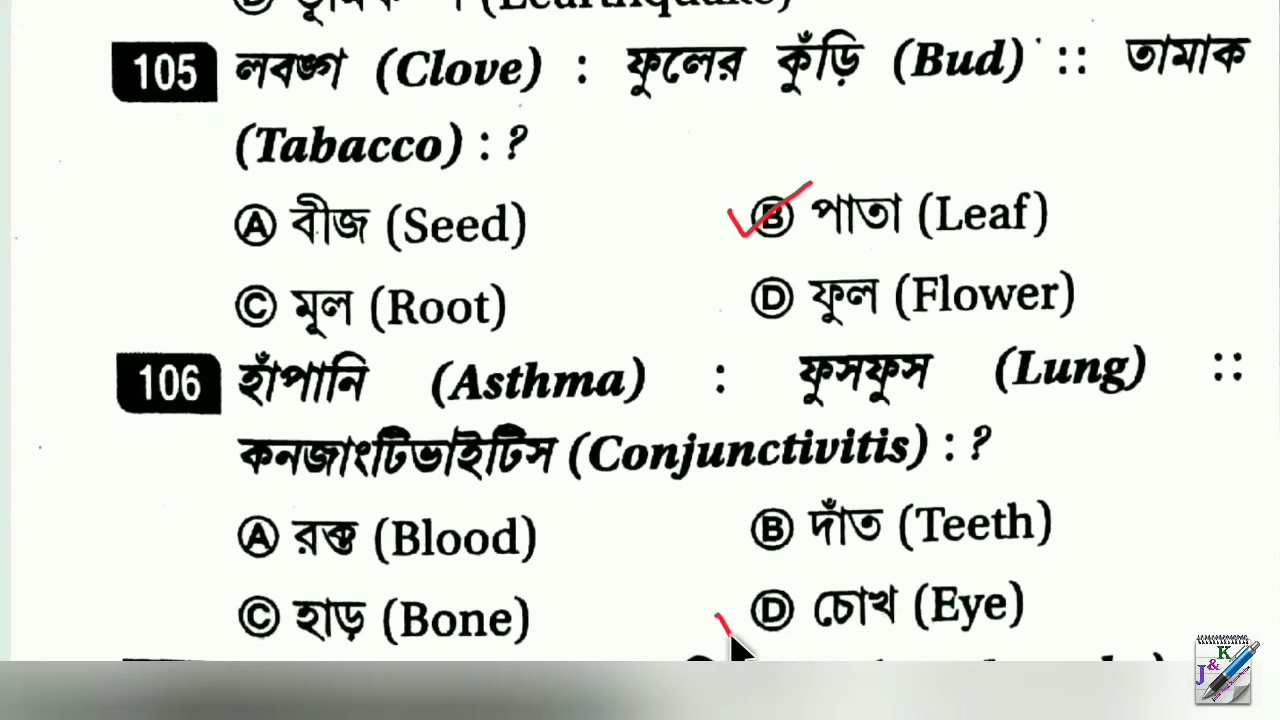 (Learthquake)
105 লবঙ্গ (Clove) : ফুলের কুঁড়ি (Bud) :: তামাক
(Tabacco) : ?
Ⓐ বীজ (Seed) Ⓑ পাতা (Leaf)
Ⓒ মূল (Root) Ⓓ ফুল (Flower)
106 হাঁপানি (Asthma) : ফুসফুস (Lung) ::
কনজাংটিভাইটিস (Conjunctivitis) : ?
Ⓐ রক্ত (Blood) Ⓑ দাঁত (Teeth)
Ⓒ হাড় (Bone) Ⓓ চোখ (Eye)
J & K